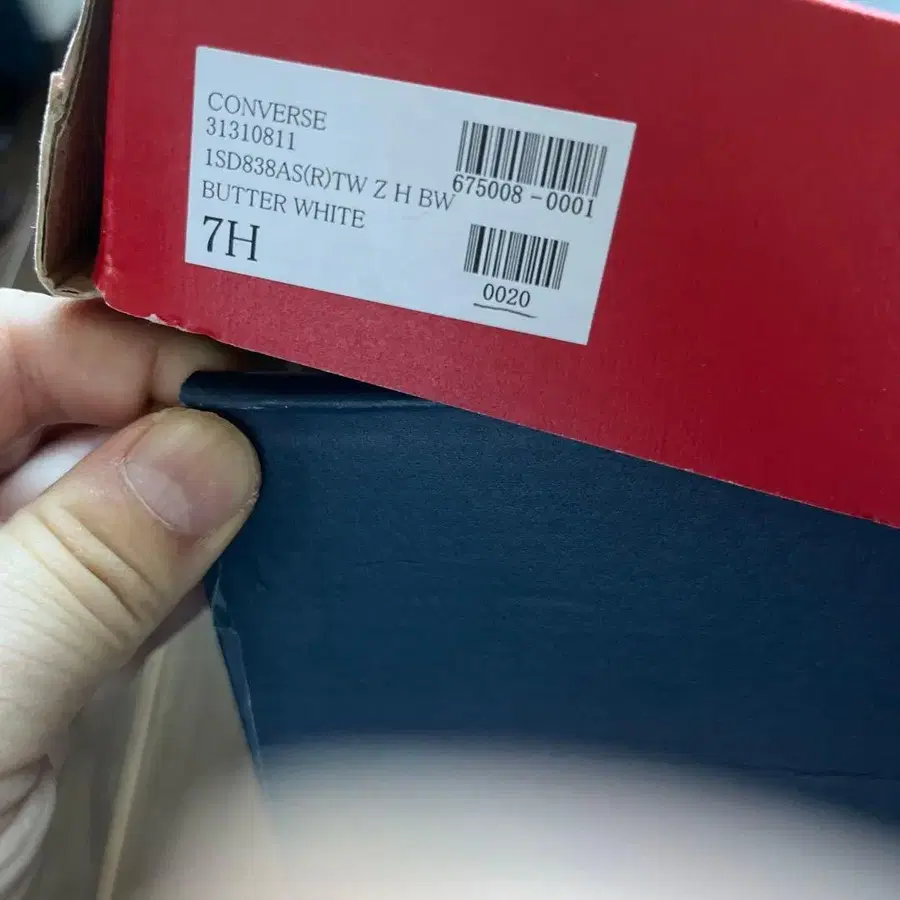 CONVERSE
31310811
1SD838AS(R)TW Z H BW
BUTTER WHITE
7H
675008-0001
0020